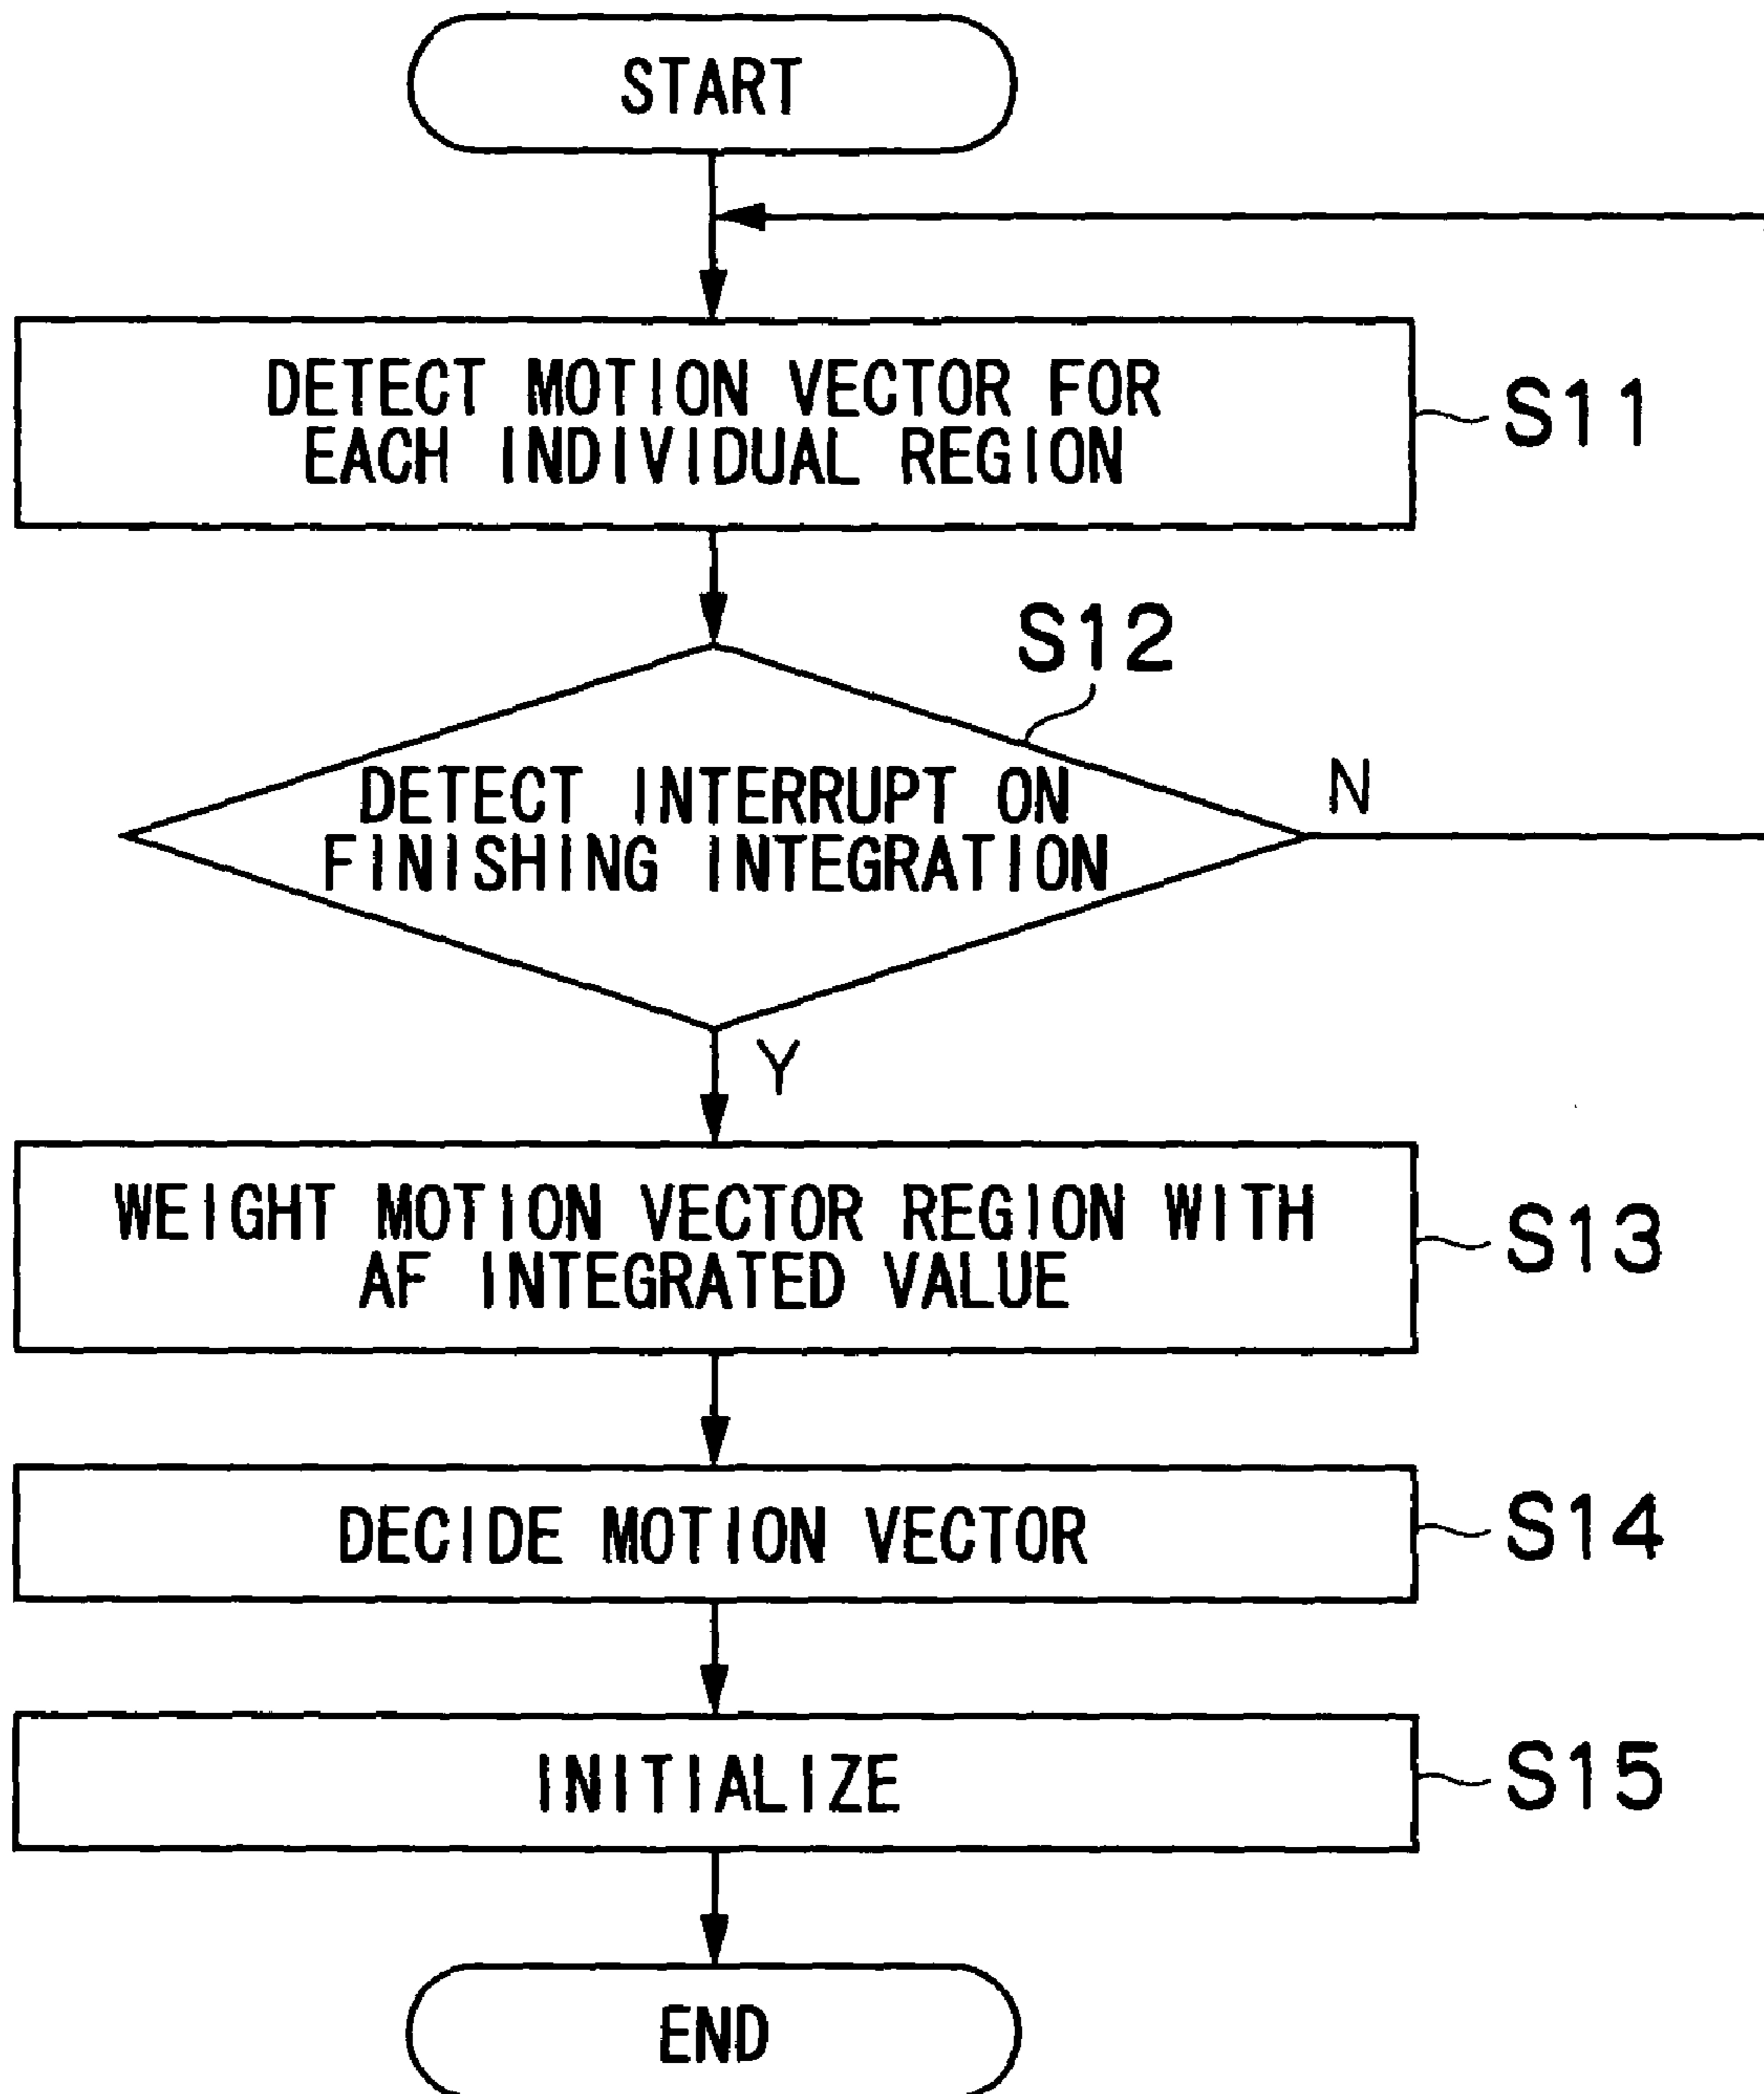 START
DETECT MOTION VECTOR FOR
EACH INDIVIDUAL REGION
S11
S12
DETECT INTERRUPT ON
FINISHING INTEGRATION
N
Y
WEIGHT MOTION VECTOR REGION WITH
AF INTEGRATED VALUE
S13
DECIDE MOTION VECTOR
S14
INITIALIZE
S15
END